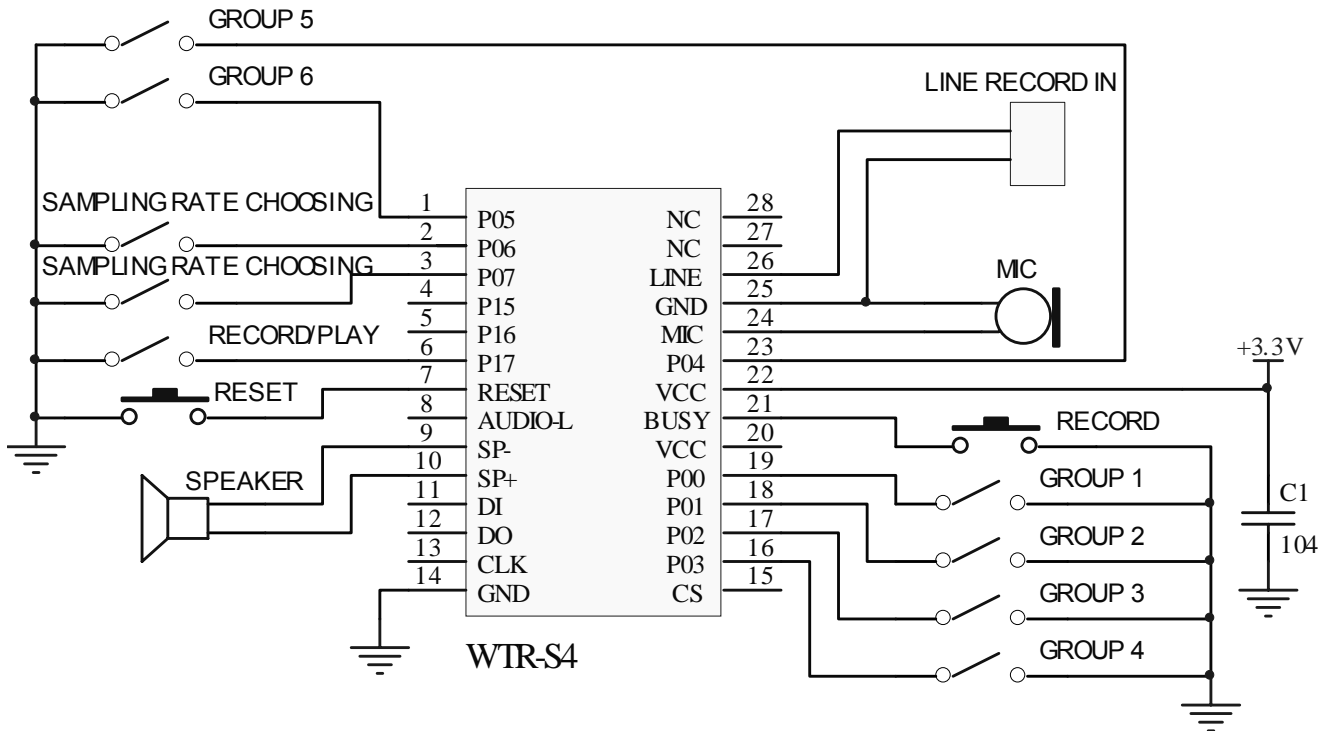 GROUP 5
GROUP 6
LINE RECORD IN
SAMPLING RATE CHOOSING
SAMPLING RATE CHOOSING
RECORD/PLAY
RESET
SPEAKER
1 P05
2 P06
3 P07
4 P15
5 P16
6 P17
7 RESET
8 AUDIO-L
9 SP-
10 SP+
11 DI
12 DO
13 CLK
14 GND
NC 28
NC 27
LINE 26
GND 25
MIC 24
P04 23
VCC 22
BUSY 21
VCC 20
P00 19
P01 18
P02 17
P03 16
CS 15
WTR-S4
MIC
+3.3V
RECORD
GROUP 1
GROUP 2
GROUP 3
GROUP 4
C1
104